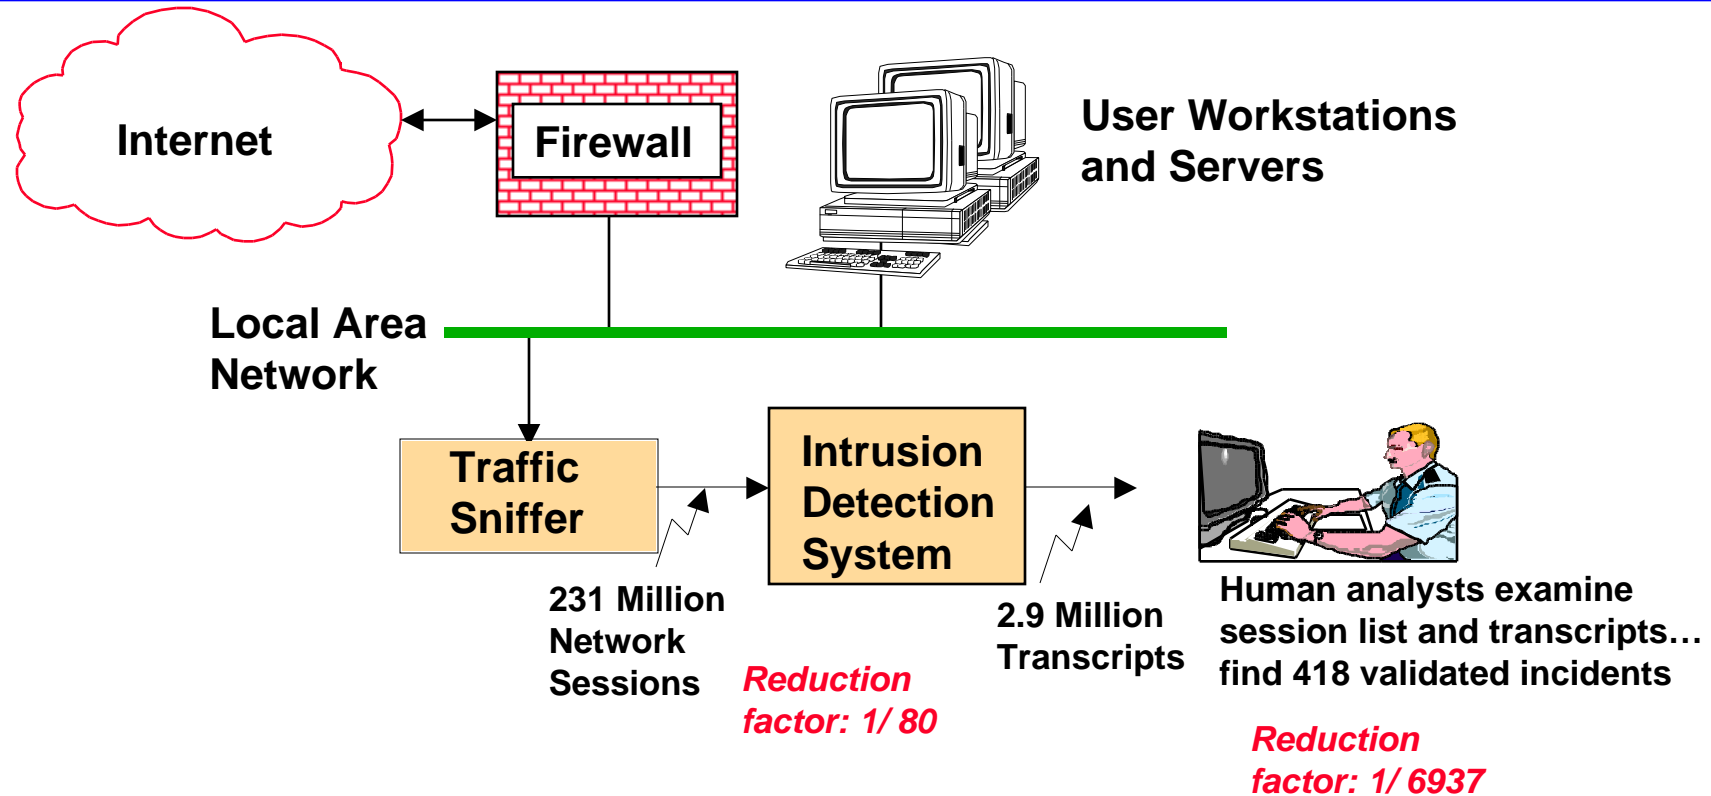 Internet
Firewall
User Workstations
and Servers
Local Area
Network
Traffic
Sniffer
Intrusion
Detection
System
231 Million
Network
Sessions
Reduction
factor: 1/ 80
2.9 Million
Transcripts
Human analysts examine
session list and transcripts…
find 418 validated incidents
Reduction
factor: 1/ 6937